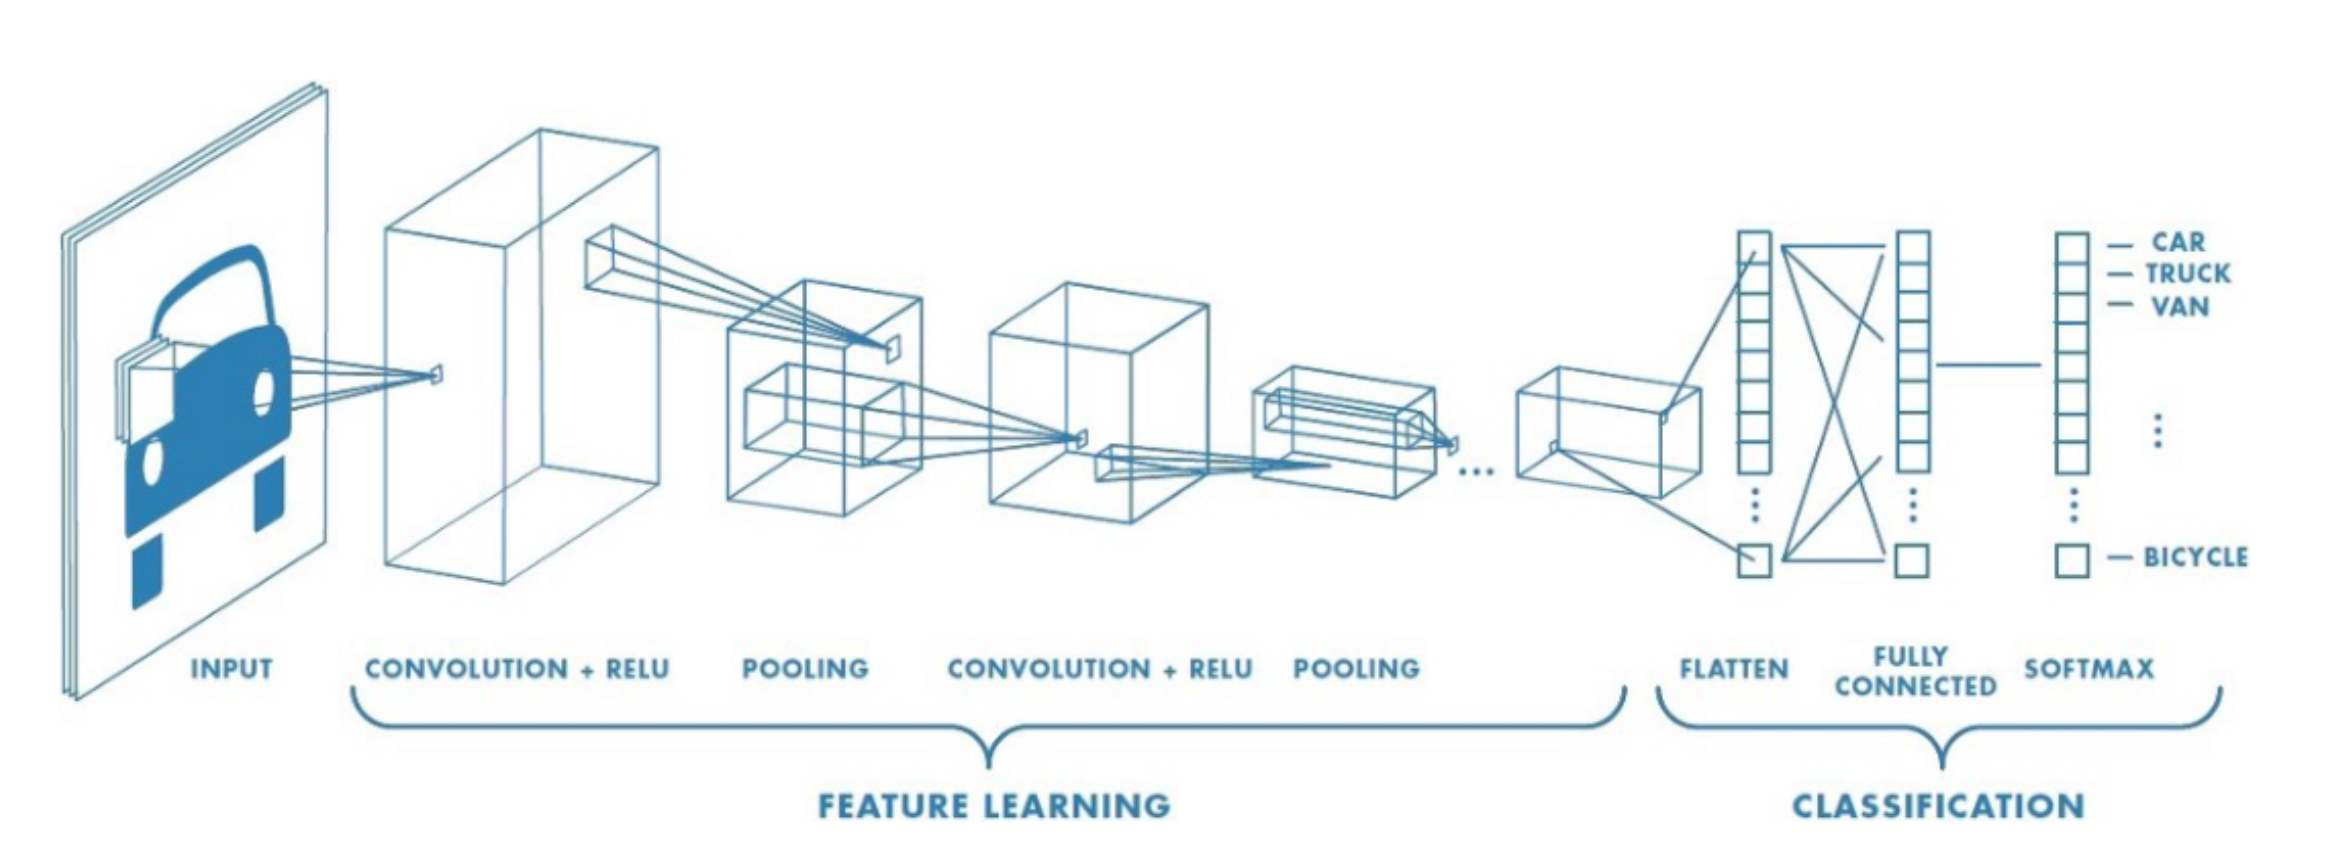 CAR
TRUCK
VAN
BICYCLE
INPUT
CONVOLUTION + RELU
POOLING
CONVOLUTION + RELU
POOLING
FLATTEN
FULLY
CONNECTED
SOFTMAX
FEATURE LEARNING
CLASSIFICATION